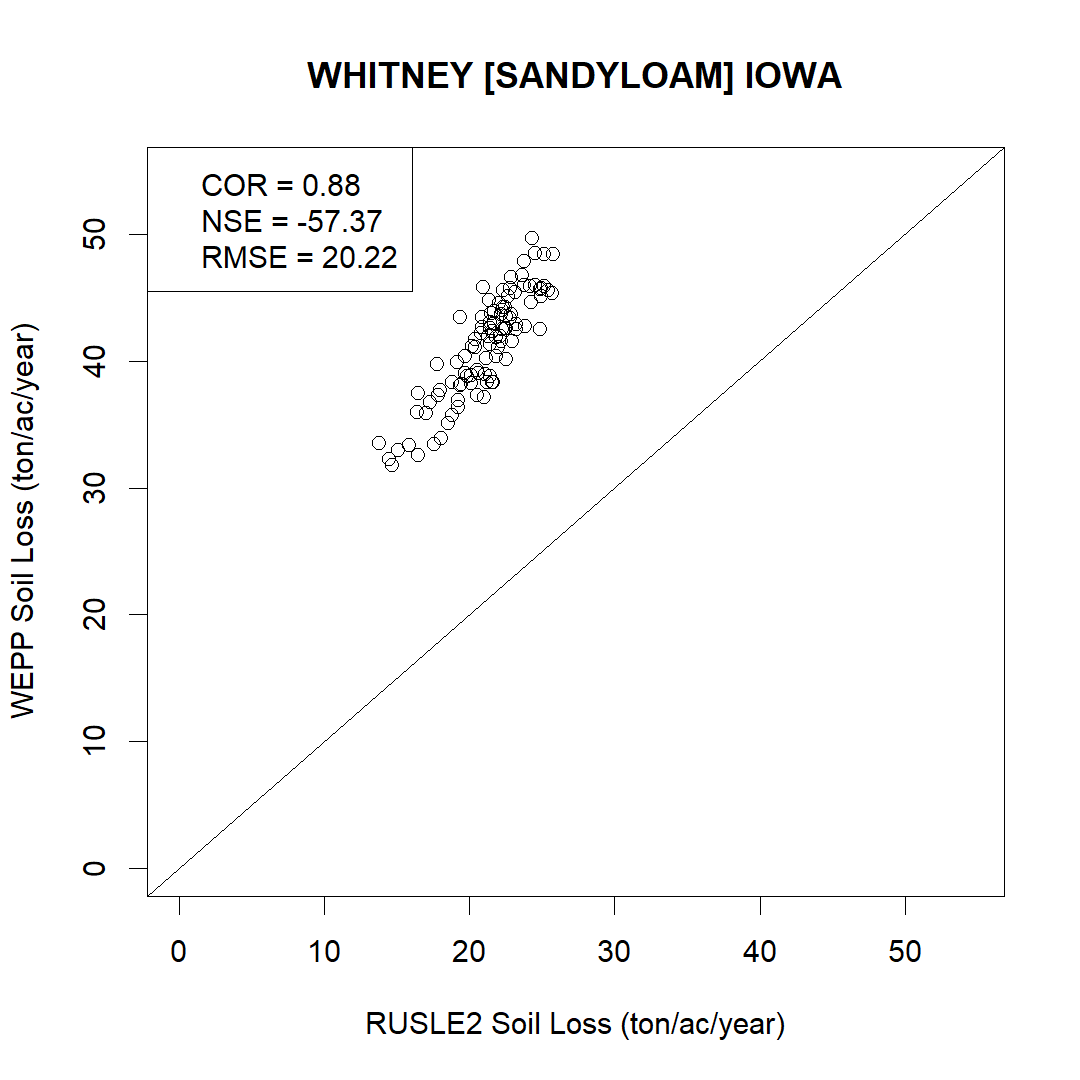 WHITNEY [SANDYLOAM] IOWA
COR = 0.88
NSE = -57.37
RMSE = 20.22
WEPP Soil Loss (ton/ac/year)
50
40
30
20
10
0
0 10 20 30 40 50
RUSLE2 Soil Loss (ton/ac/year)